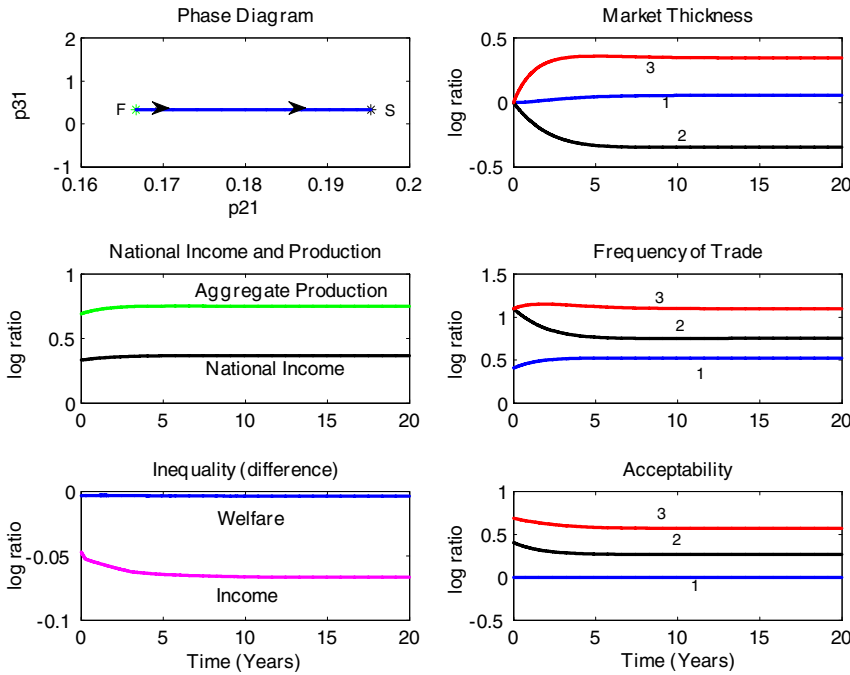 Phase Diagram
2
1
0
-1
0.16
0.17
0.18
0.19
0.2
p31
p21
F
S
Market Thickness
0.5
0
-0.5
0
5
10
15
20
log ratio
3
1
2
National Income and Production
1
0.5
0
0
5
10
15
20
log ratio
Aggregate Production
National Income
Frequency of Trade
1.5
1
0.5
0
0
5
10
15
20
log ratio
3
2
1
Inequality (difference)
0
-0.05
-0.1
0
5
10
15
20
log ratio
Welfare
Income
Time (Years)
Acceptability
1
0.5
0
-0.5
0
5
10
15
20
log ratio
3
2
1
Time (Years)